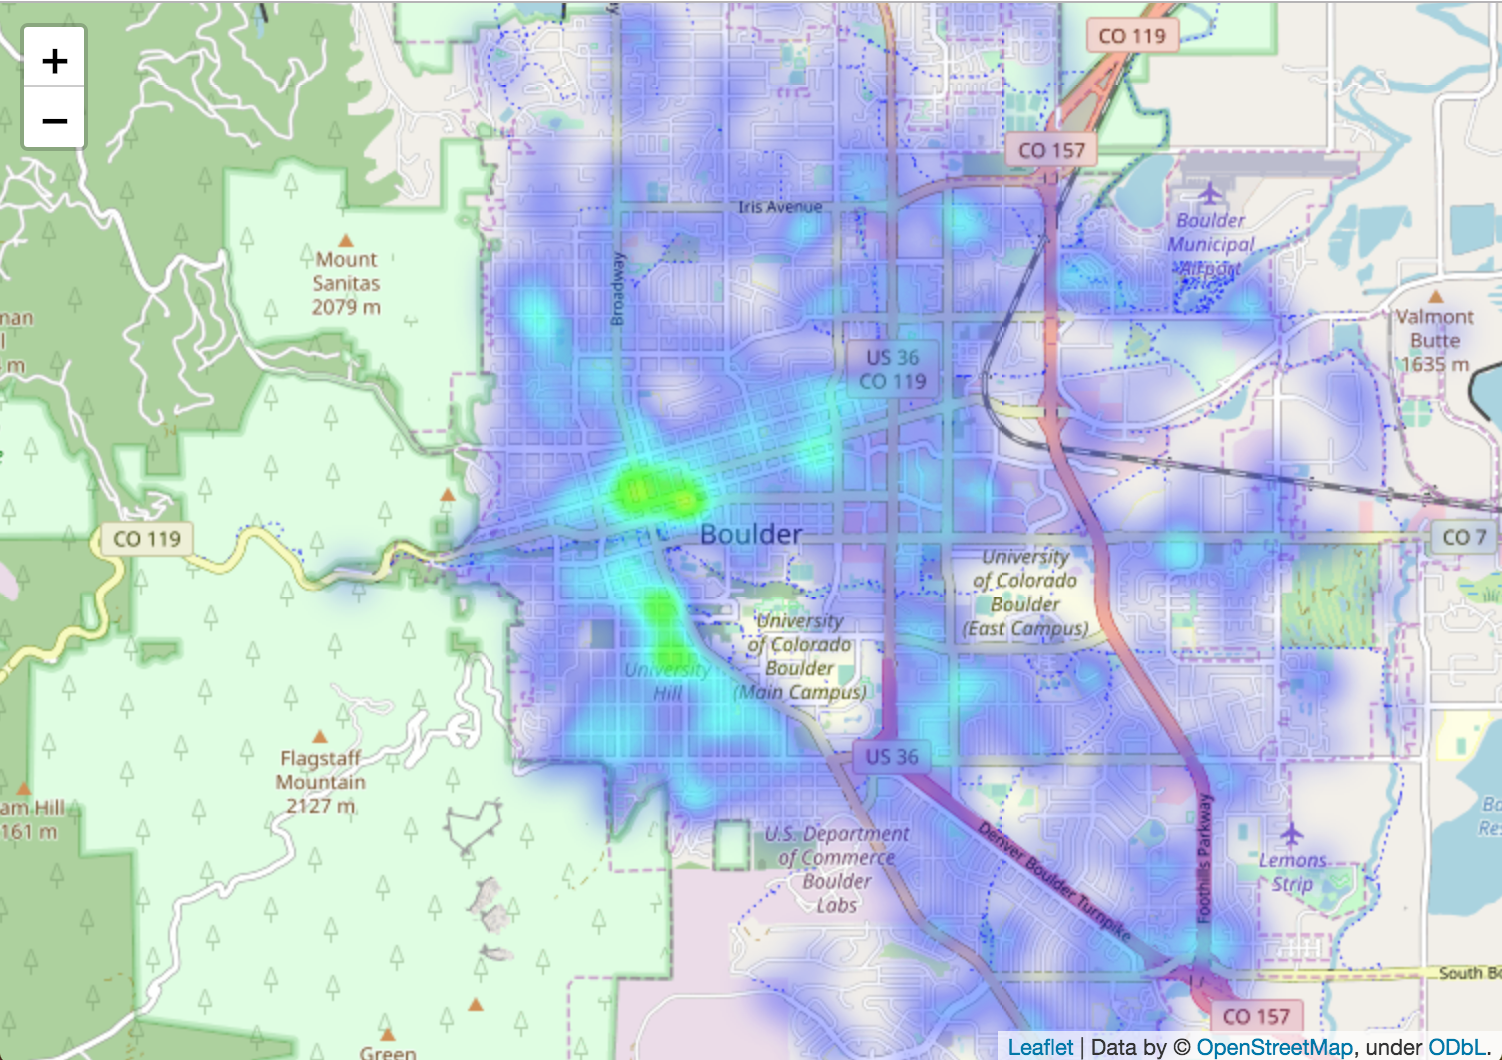 +
−
CO 119
CO 157
Iris Avenue
Boulder
Municipal
Airport
Mount
Sanitas
2079 m
Broadway
US 36
CO 119
Valmont
Butte
1635 m
m
CO 119
Boulder
CO 7
University
of Colorado
Boulder
(East Campus)
University
of Colorado
Boulder
(Main Campus)
University
Hill
US 36
Flagstaff
Mountain
2127 m
am Hill
161 m
U.S. Department
of Commerce
Boulder
Labs
Denver Boulder Turnpike
Foothills Parkway
Lemons
Strip
South Bo
CO 157
Green
Leaflet | Data by © OpenStreetMap, under ODbL.